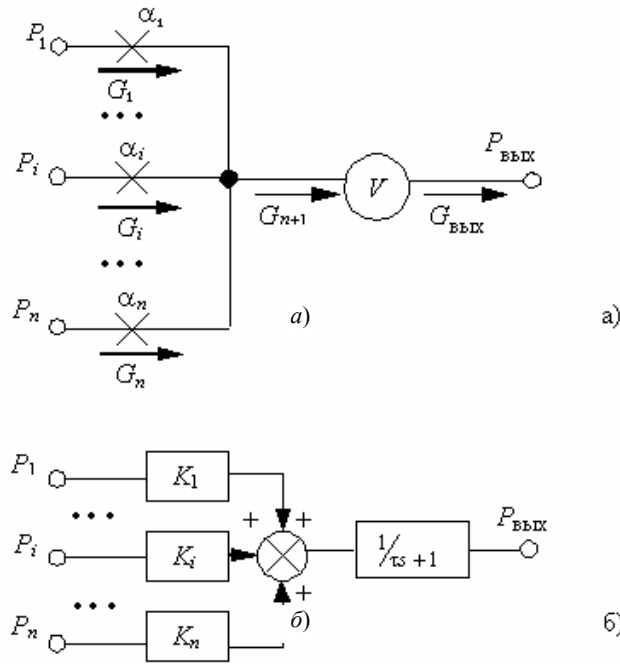 P₁ α₁
G₁
• • •
Pᵢ αᵢ
Gᵢ Gₙ₊₁ V Gвых Pвых
• • •
Pₙ αₙ
Gₙ
а) а)
P₁ K₁
• • •
+ +
Pᵢ Kᵢ 1/τs + 1 Pвых
• • •
+
Pₙ Kₙ
б) б)